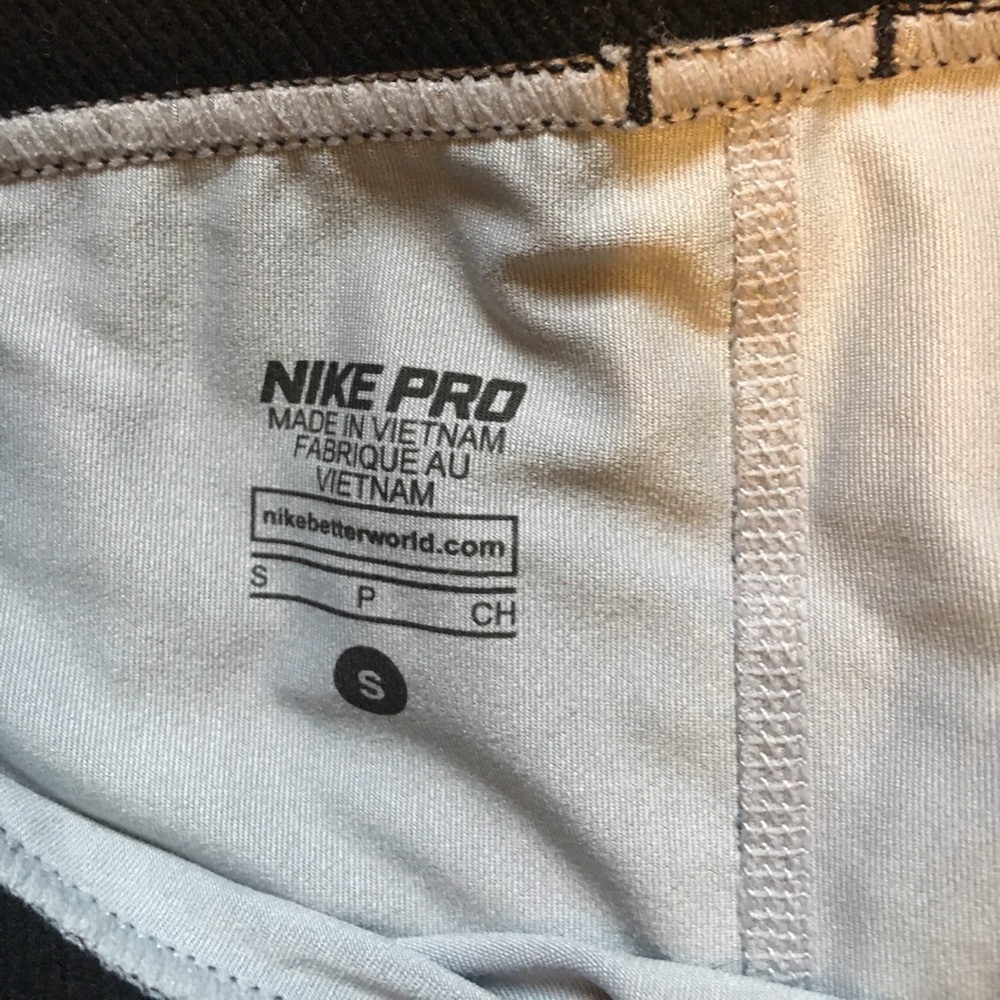 NIKE PRO
MADE IN VIETNAM
FABRIQUE AU
VIETNAM
nikebetterworld.com
S P CH
S